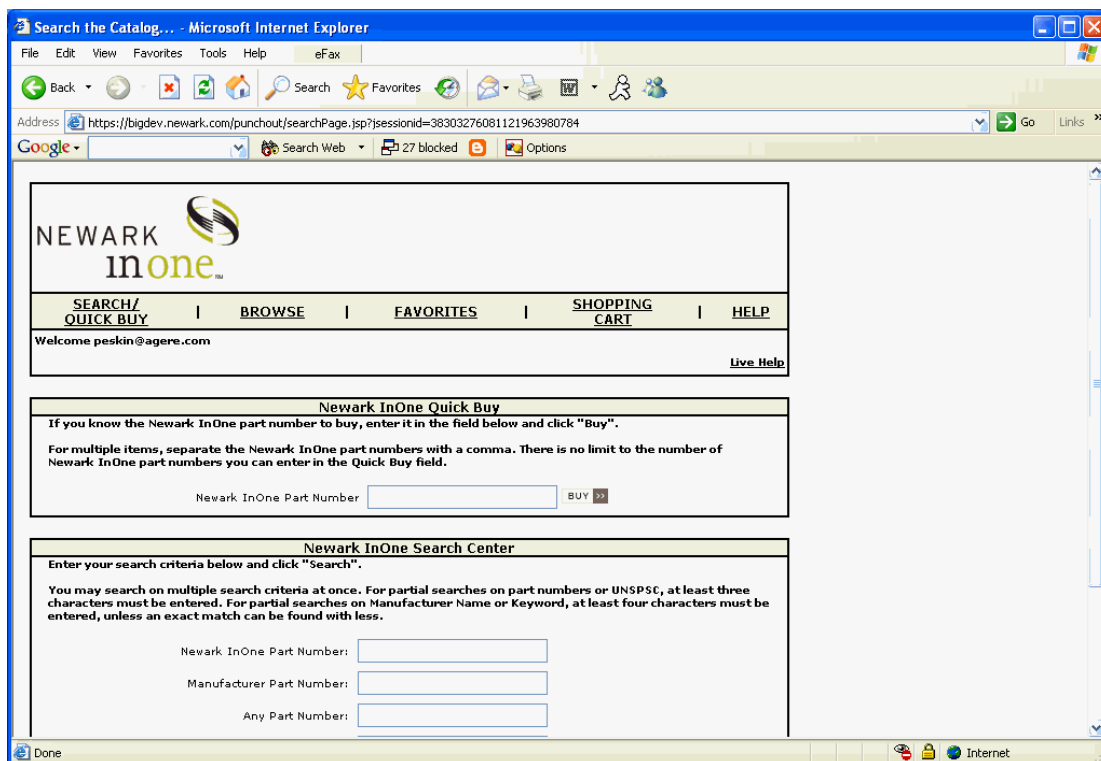 Search the Catalog... - Microsoft Internet Explorer
File Edit View Favorites Tools Help eFax
Back Search Favorites
Address https://bigdev.newark.com/punchout/searchPage.jsp?jsessionid=38303276081121963980784 Go Links »
Google Search Web 27 blocked Options
NEWARK
inone™
SEARCH/
QUICK BUY | BROWSE | FAVORITES | SHOPPING
CART | HELP
Welcome peskin@agere.com
Live Help
Newark InOne Quick Buy
If you know the Newark InOne part number to buy, enter it in the field below and click "Buy".
For multiple items, separate the Newark InOne part numbers with a comma. There is no limit to the number of
Newark InOne part numbers you can enter in the Quick Buy field.
Newark InOne Part Number BUY >>
Newark InOne Search Center
Enter your search criteria below and click "Search".
You may search on multiple search criteria at once. For partial searches on part numbers or UNSPSC, at least three
characters must be entered. For partial searches on Manufacturer Name or Keyword, at least four characters must be
entered, unless an exact match can be found with less.
Newark InOne Part Number:
Manufacturer Part Number:
Any Part Number:
Done Internet